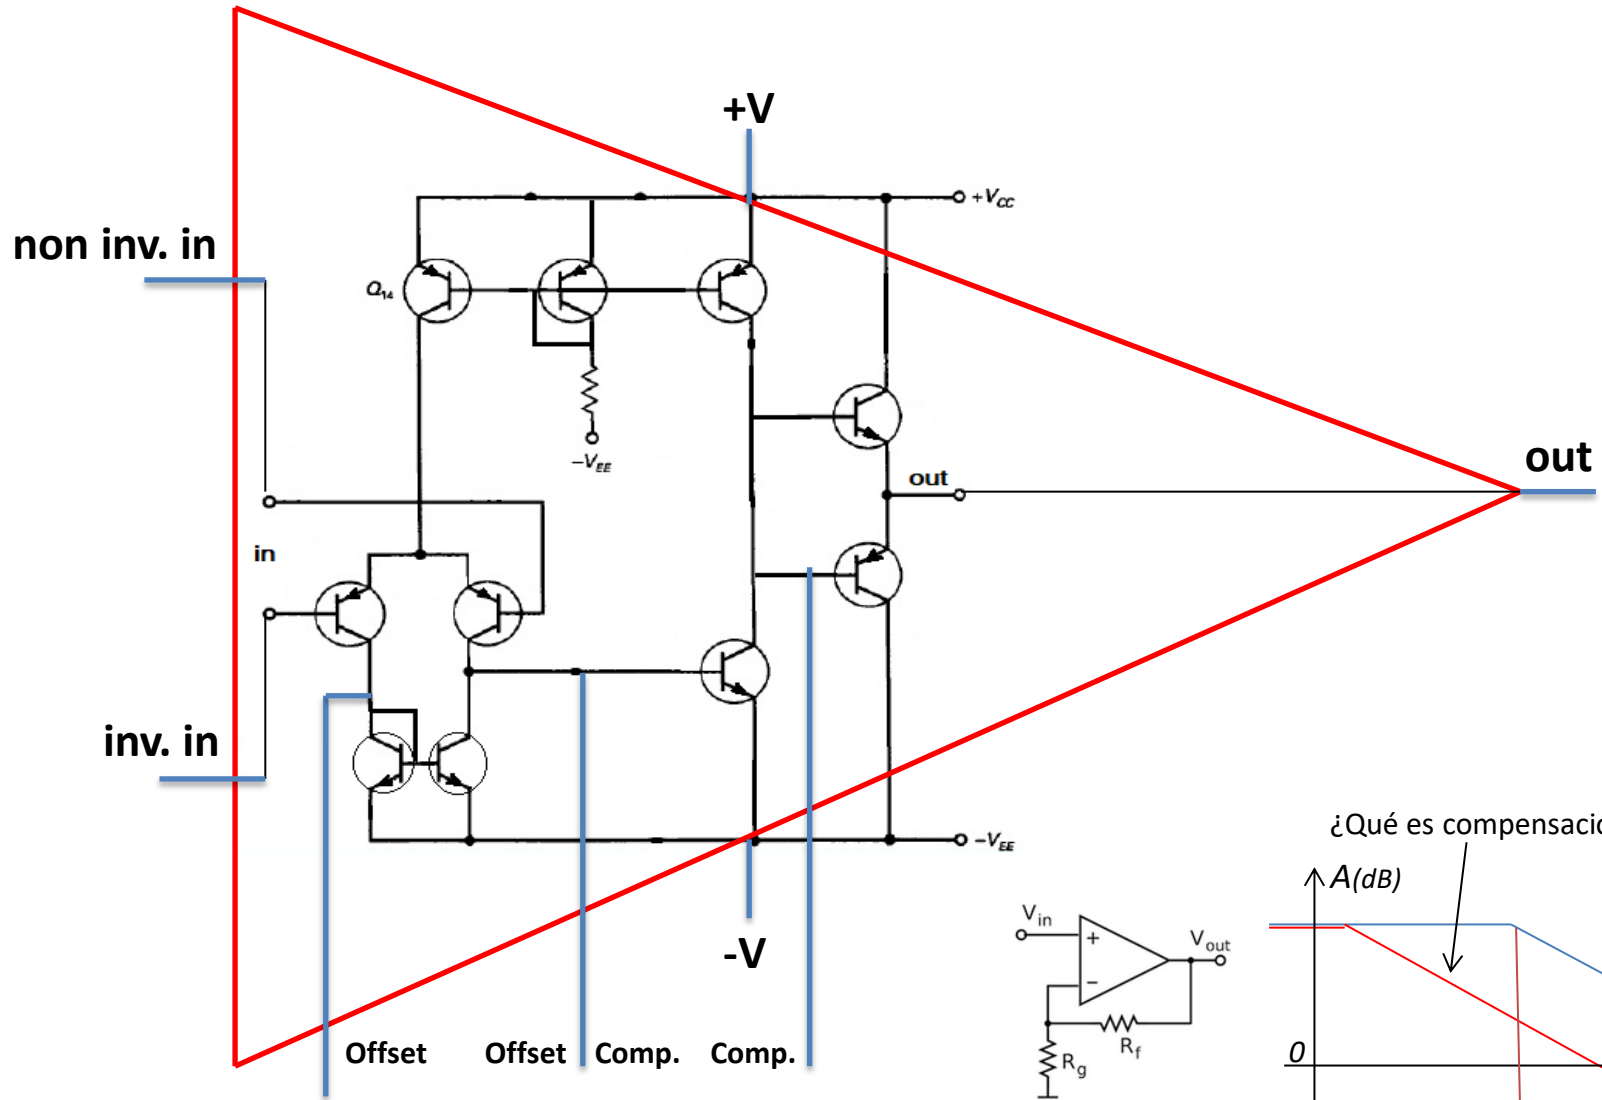 +V
+VCC
non inv. in
Q14
-VEE
out
out
in
inv. in
-VEE
-V
Offset
Offset
Comp.
Comp.
Vin
+
-
Vout
Rf
Rg
¿Qué es compensació
A(dB)
0